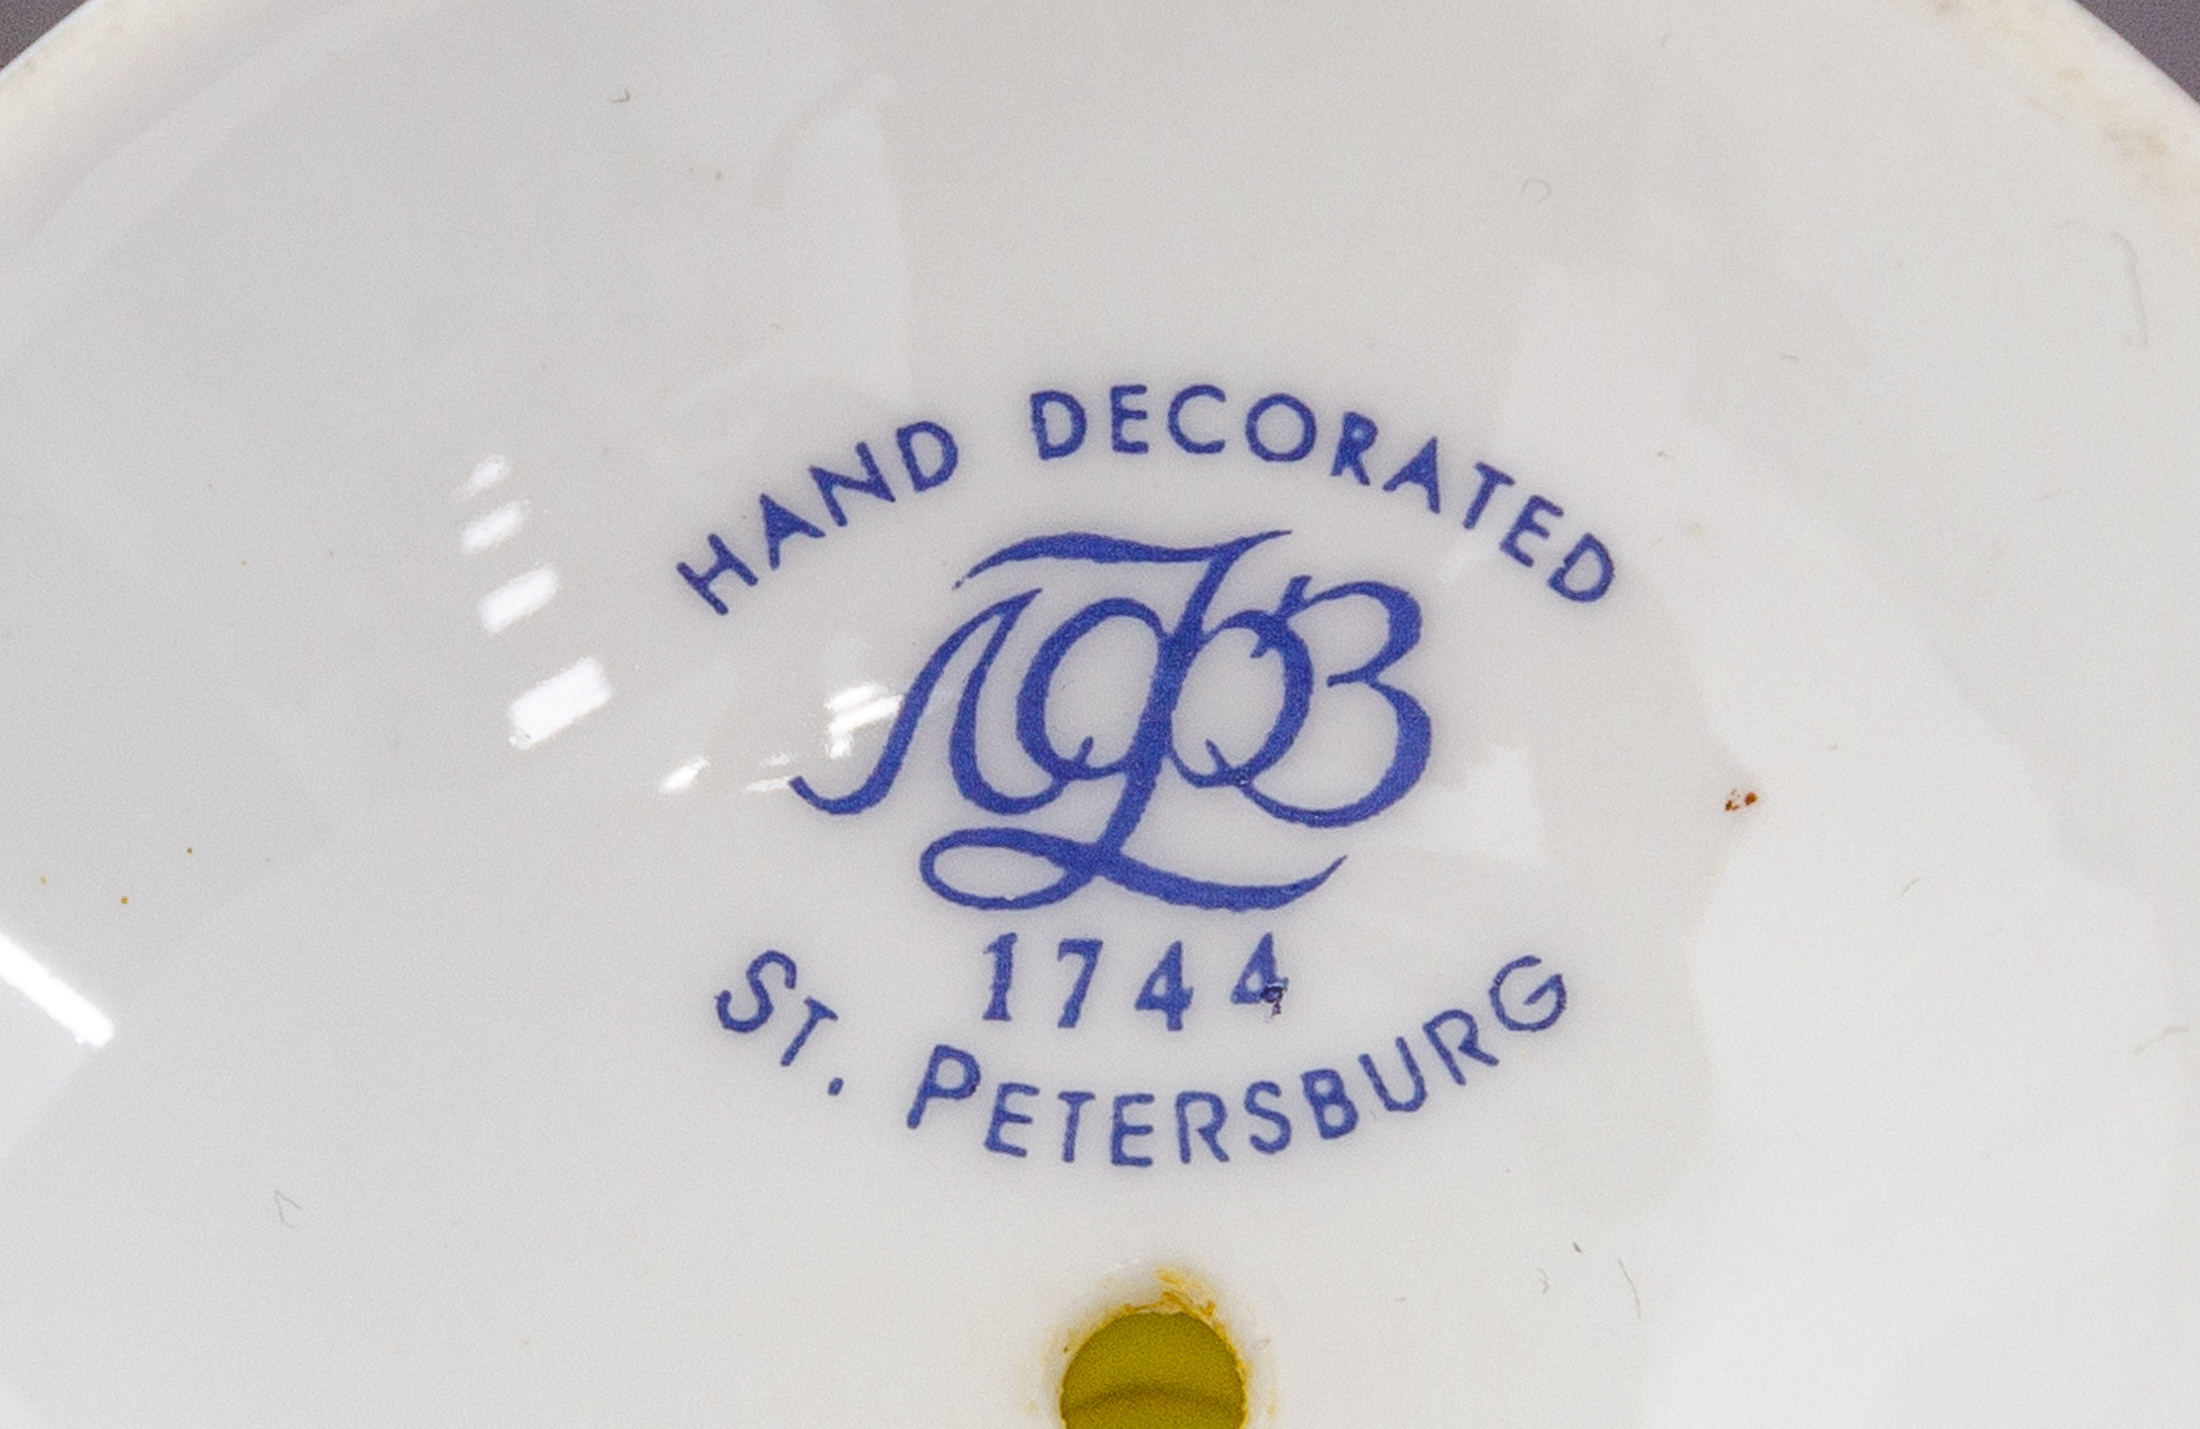 HAND DECORATED
ЛФЗ
1744
ST. PETERSBURG